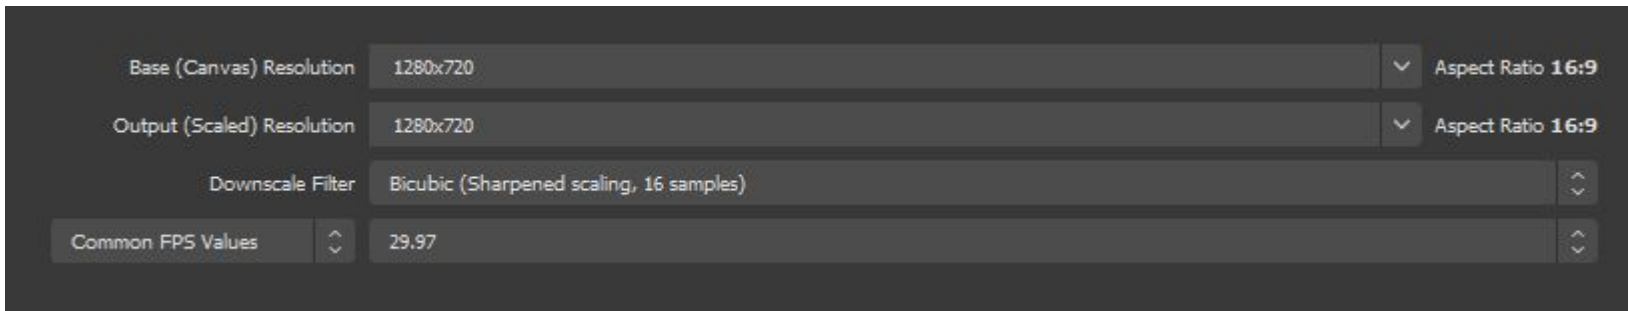 Base (Canvas) Resolution 1280x720 Aspect Ratio 16:9
Output (Scaled) Resolution 1280x720 Aspect Ratio 16:9
Downscale Filter Bicubic (Sharpened scaling, 16 samples)
Common FPS Values 29.97